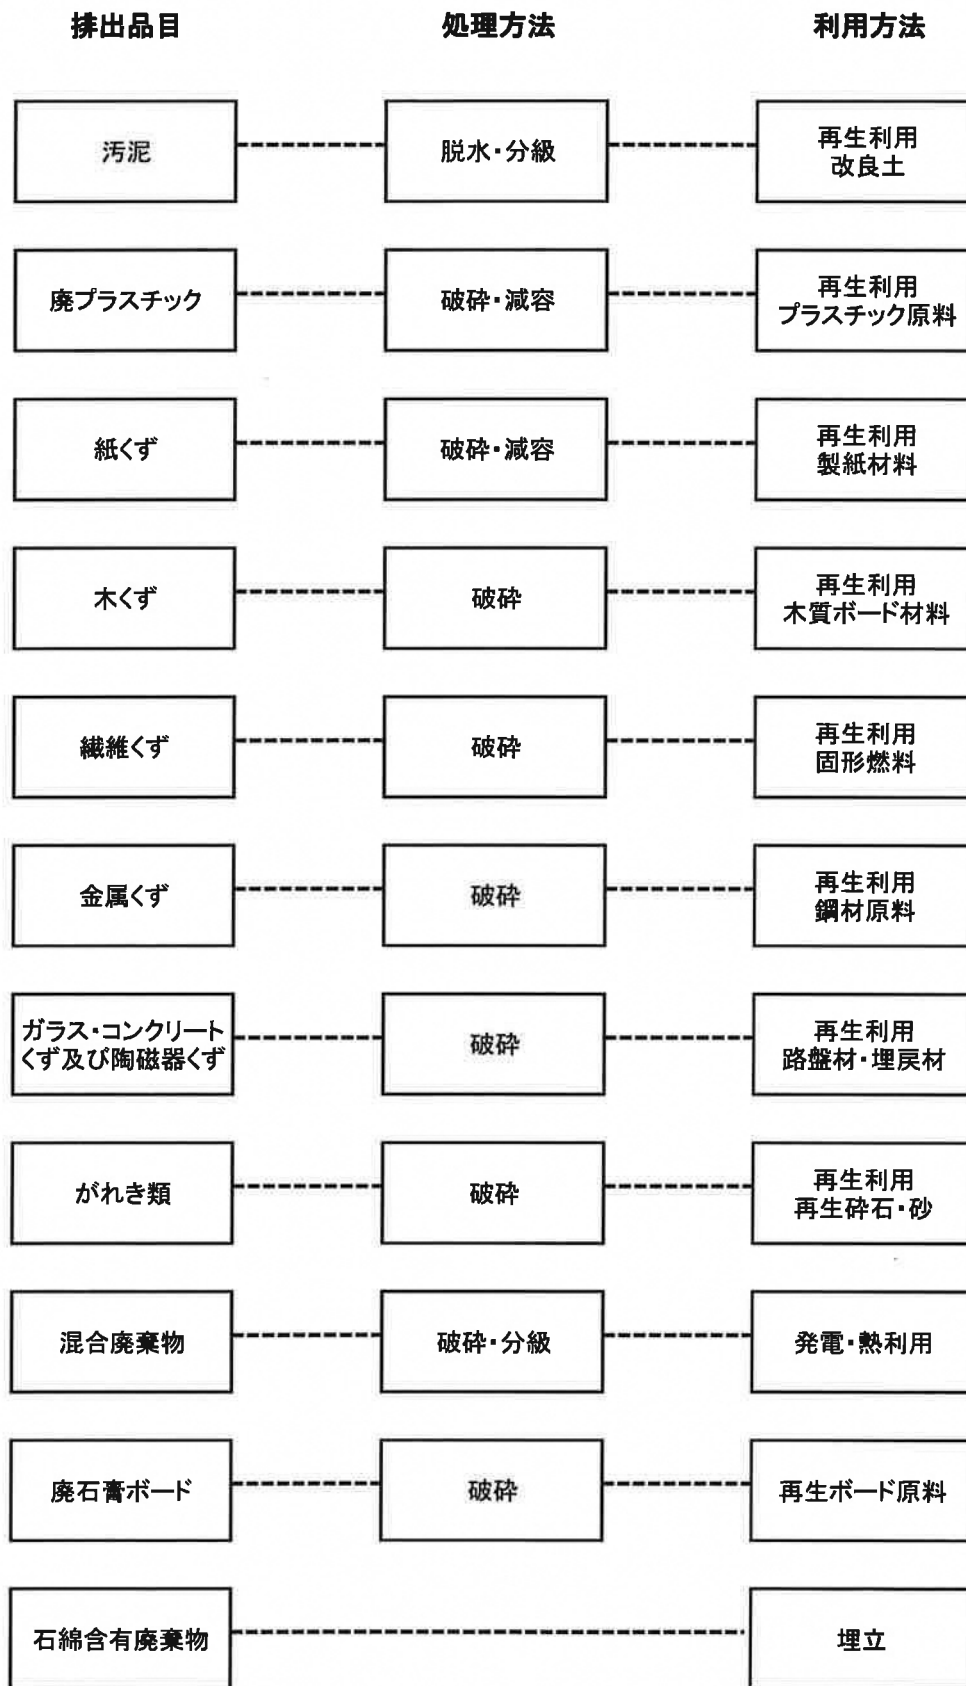 排出品目
処理方法
利用方法
汚泥
脱水・分級
再生利用
改良土
廃プラスチック
破砕・減容
再生利用
プラスチック原料
紙くず
破砕・減容
再生利用
製紙材料
木くず
破砕
再生利用
木質ボード材料
繊維くず
破砕
再生利用
固形燃料
金属くず
破砕
再生利用
鋼材原料
ガラス・コンクリート
くず及び陶磁器くず
破砕
再生利用
路盤材・埋戻材
がれき類
破砕
再生利用
再生砕石・砂
混合廃棄物
破砕・分級
発電・熱利用
廃石膏ボード
破砕
再生ボード原料
石綿含有廃棄物
埋立